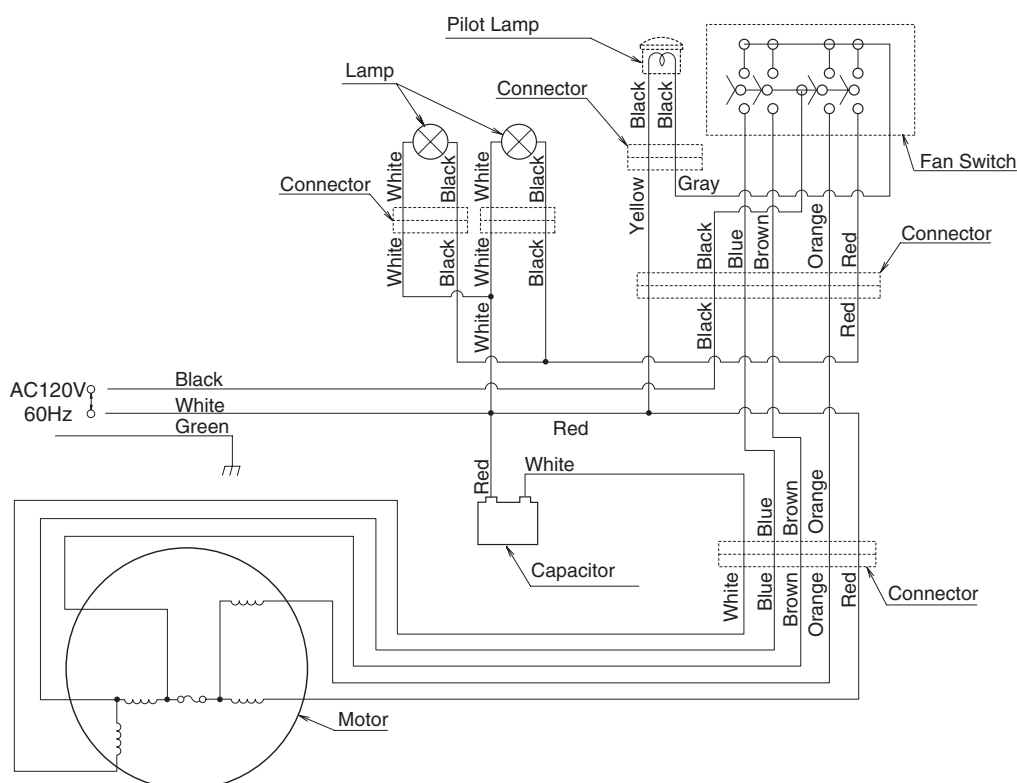 Pilot Lamp
Lamp
Connector
Black
Black
Fan Switch
White
Black
White
Black
Connector
Yellow
Gray
Black
Blue
Brown
Orange
Red
Connector
White
Black
White
Black
White
Black
Red
AC120V
60Hz
Black
White
Green
Red
Red
White
Blue
Brown
Orange
Capacitor
White
Blue
Brown
Orange
Red
Connector
Motor